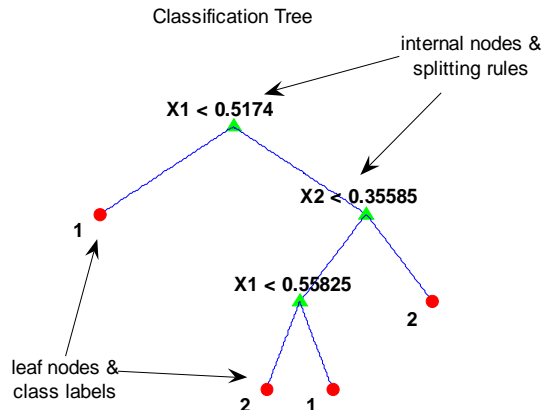 Classification Tree
internal nodes &
splitting rules
X1 < 0.5174
X2 < 0.35585
1
X1 < 0.55825
2
leaf nodes &
class labels
2
1